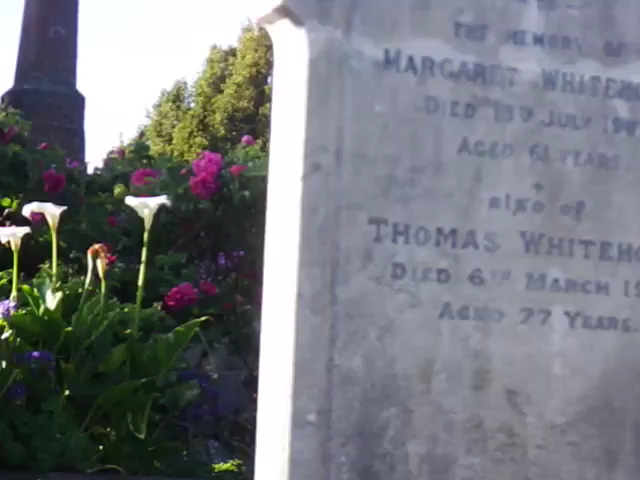 THE MEMORY OF
MARGARET WHITEH
DIED JULY 19
AGED 61 YEARS
also of
THOMAS WHITEHO
DIED 6TH MARCH 19
AGED 77 YEARS.